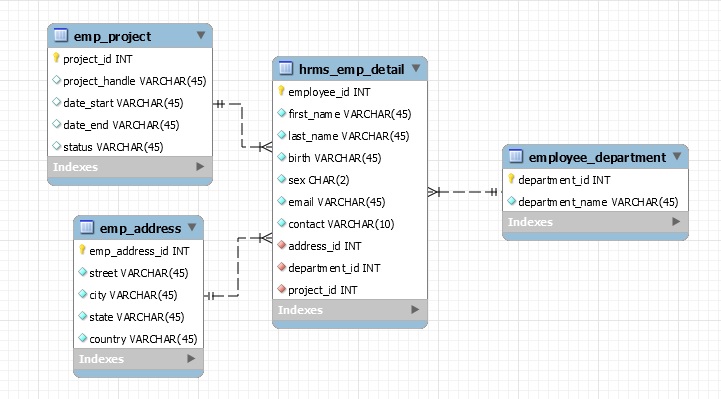 emp_project
project_id INT
project_handle VARCHAR(45)
date_start VARCHAR(45)
date_end VARCHAR(45)
status VARCHAR(45)
Indexes
emp_address
emp_address_id INT
street VARCHAR(45)
city VARCHAR(45)
state VARCHAR(45)
country VARCHAR(45)
Indexes
hrms_emp_detail
employee_id INT
first_name VARCHAR(45)
last_name VARCHAR(45)
birth VARCHAR(45)
sex CHAR(2)
email VARCHAR(45)
contact VARCHAR(10)
address_id INT
department_id INT
project_id INT
Indexes
employee_department
department_id INT
department_name VARCHAR(45)
Indexes